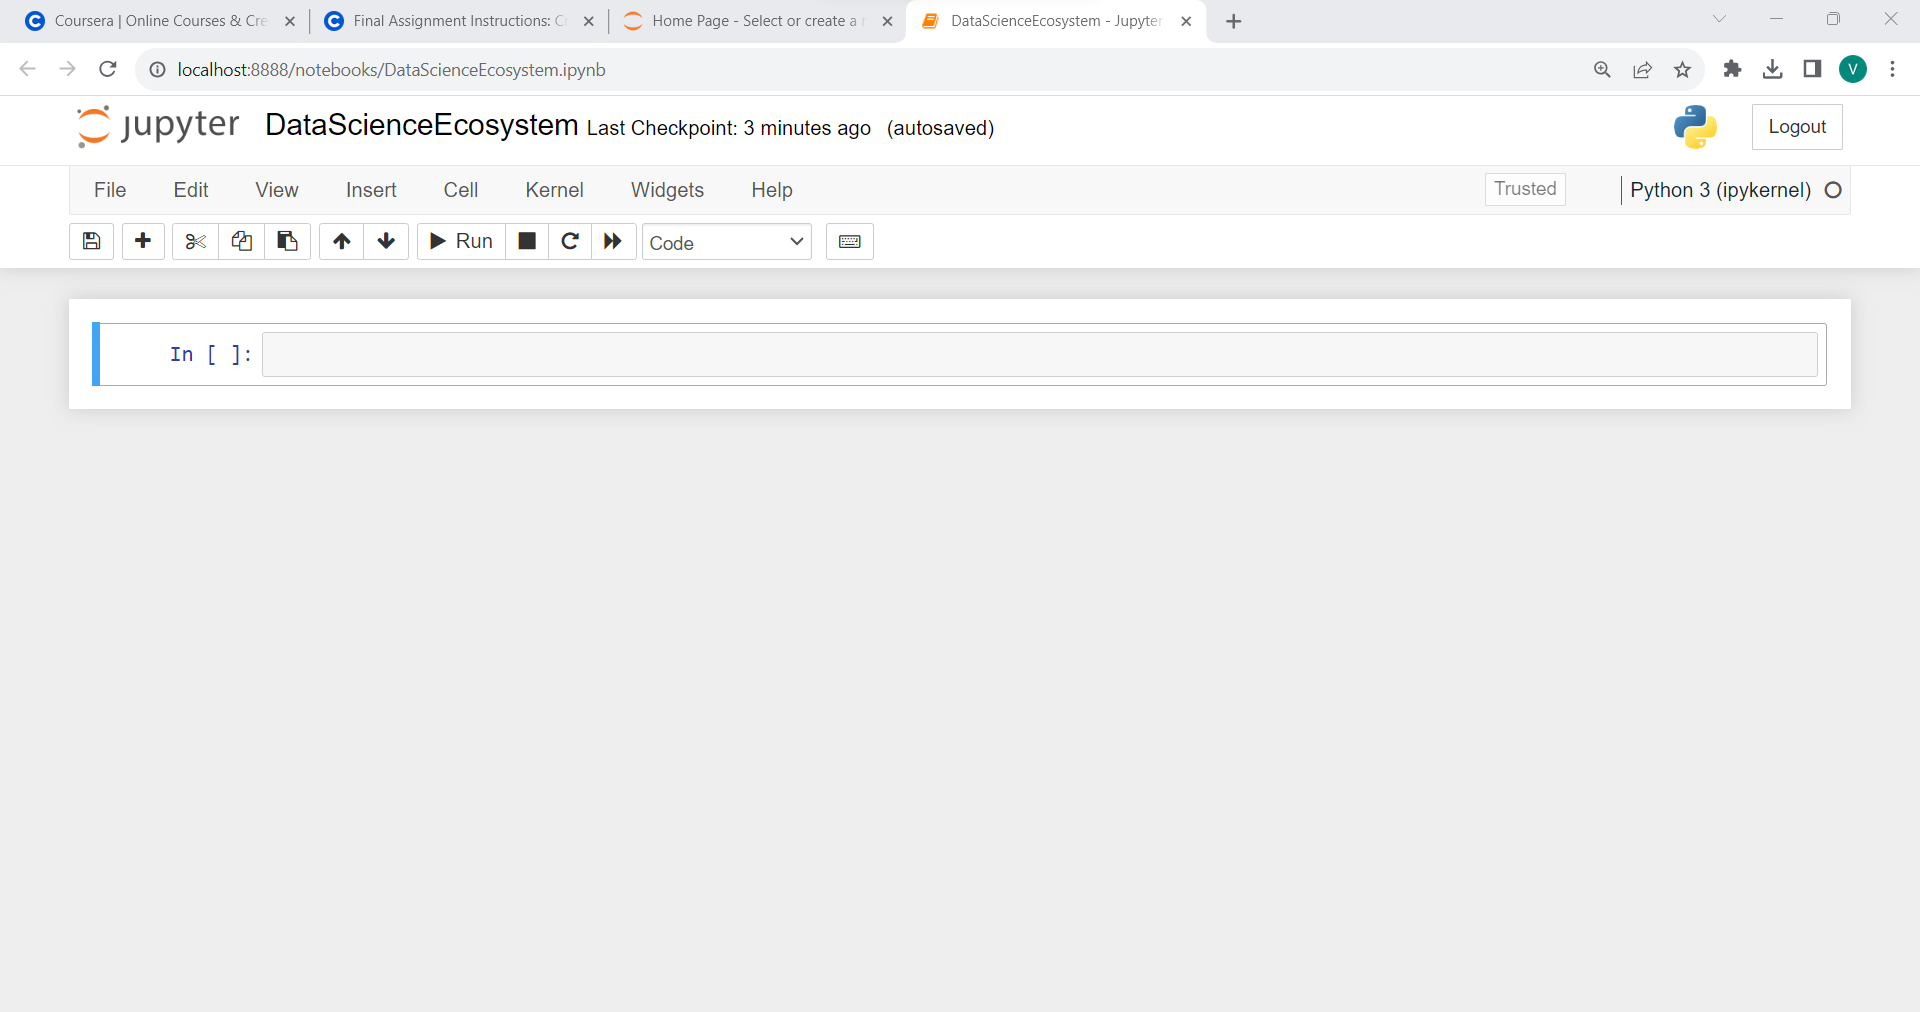 Coursera | Online Courses & Cre
Final Assignment Instructions: C
Home Page - Select or create a
DataScienceEcosystem - Jupyter
localhost:8888/notebooks/DataScienceEcosystem.ipynb
V
jupyter DataScienceEcosystem Last Checkpoint: 3 minutes ago (autosaved)
Logout
File Edit View Insert Cell Kernel Widgets Help
Trusted
Python 3 (ipykernel)
Run
Code
In [ ]: